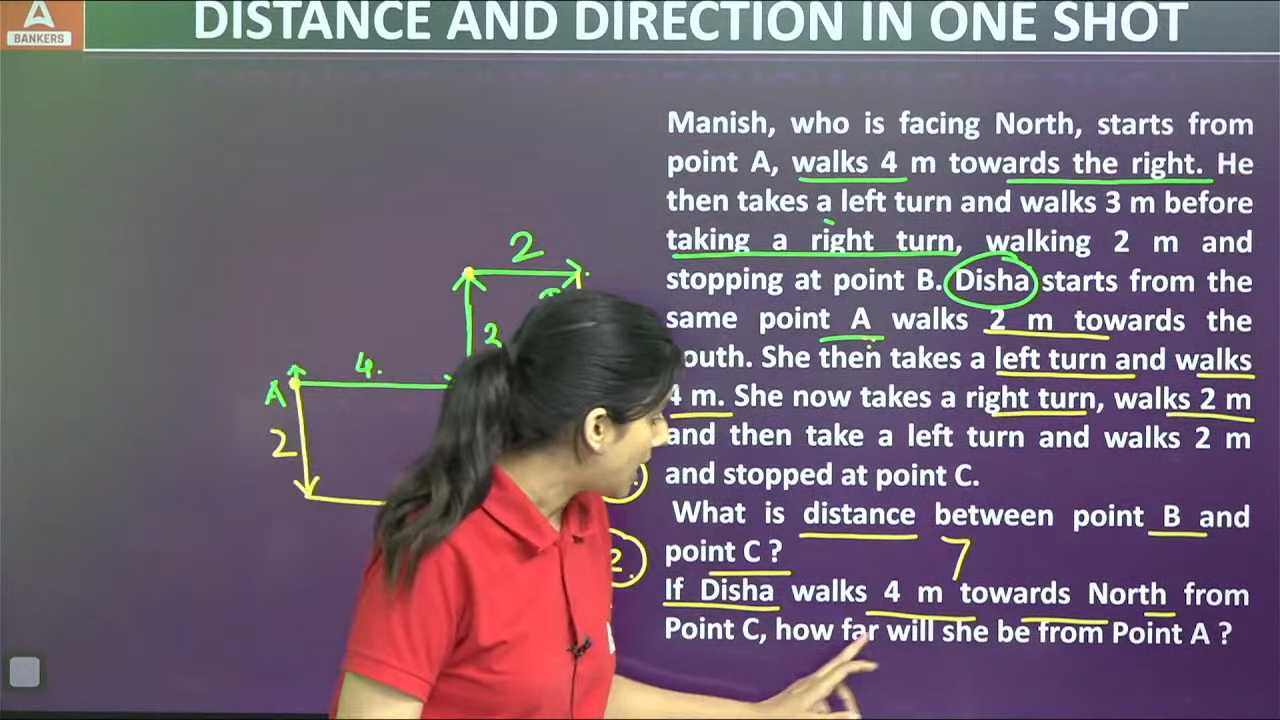 A
BANKERS
DISTANCE AND DIRECTION IN ONE SHOT
Manish, who is facing North, starts from
point A, walks 4 m towards the right. He
then takes a left turn and walks 3 m before
taking a right turn, walking 2 m and
stopping at point B. Disha starts from the
same point A walks 2 m towards the
outh. She then takes a left turn and walks
4 m. She now takes a right turn, walks 2 m
and then take a left turn and walks 2 m
and stopped at point C.
What is distance between point B and
point C ?
7
If Disha walks 4 m towards North from
Point C, how far will she be from Point A ?
2
4.
A
2